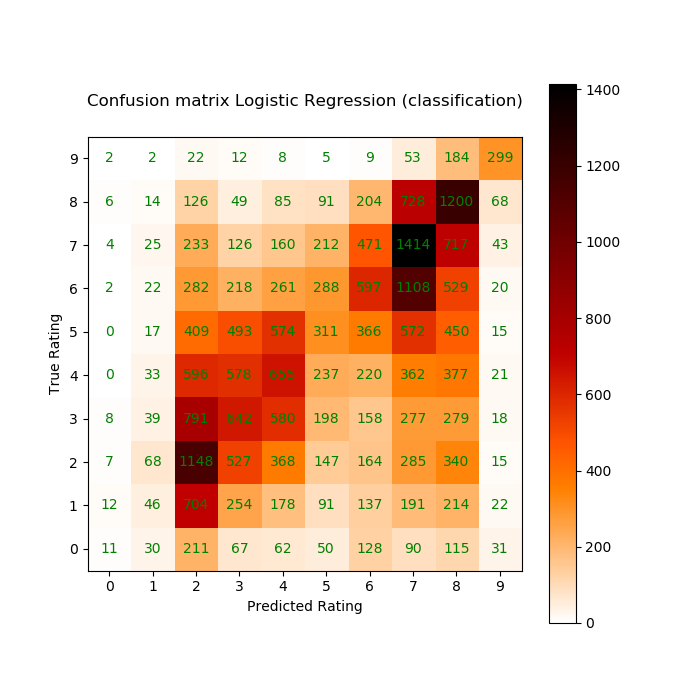 Confusion matrix Logistic Regression (classification)
9 2 2 22 12 8 5 9 53 184 299
8 6 14 126 49 85 91 204 728 1200 68
7 4 25 233 126 160 212 471 1414 717 43
6 2 22 282 218 261 288 597 1108 529 20
5 0 17 409 493 574 311 366 572 450 15
4 0 33 596 578 655 237 220 362 377 21
3 8 39 791 642 580 198 158 277 279 18
2 7 68 1148 527 368 147 164 285 340 15
1 12 46 704 254 178 91 137 191 214 22
0 11 30 211 67 62 50 128 90 115 31
0 1 2 3 4 5 6 7 8 9
Predicted Rating
True Rating
1400
1200
1000
800
600
400
200
0